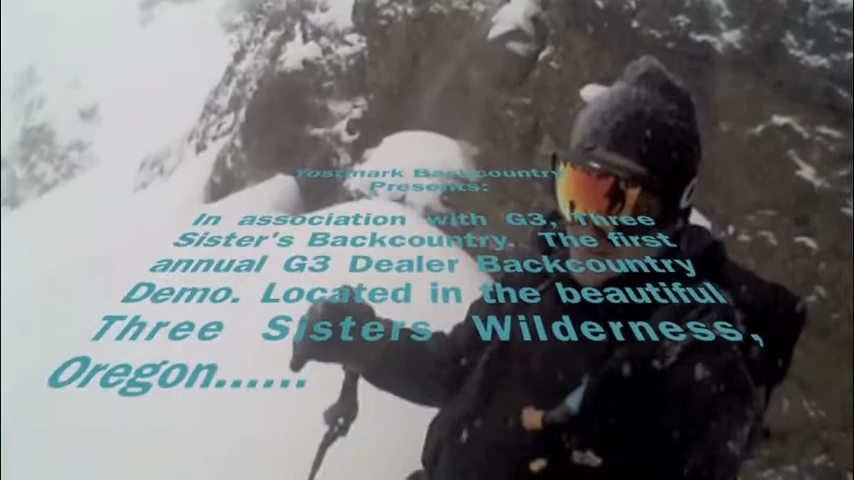 Yostmark Backcountry
Presents:
In association with G3, Three
Sister's Backcountry. The first
annual G3 Dealer Backcountry
Demo. Located in the beautiful
Three Sisters Wilderness,
Oregon......